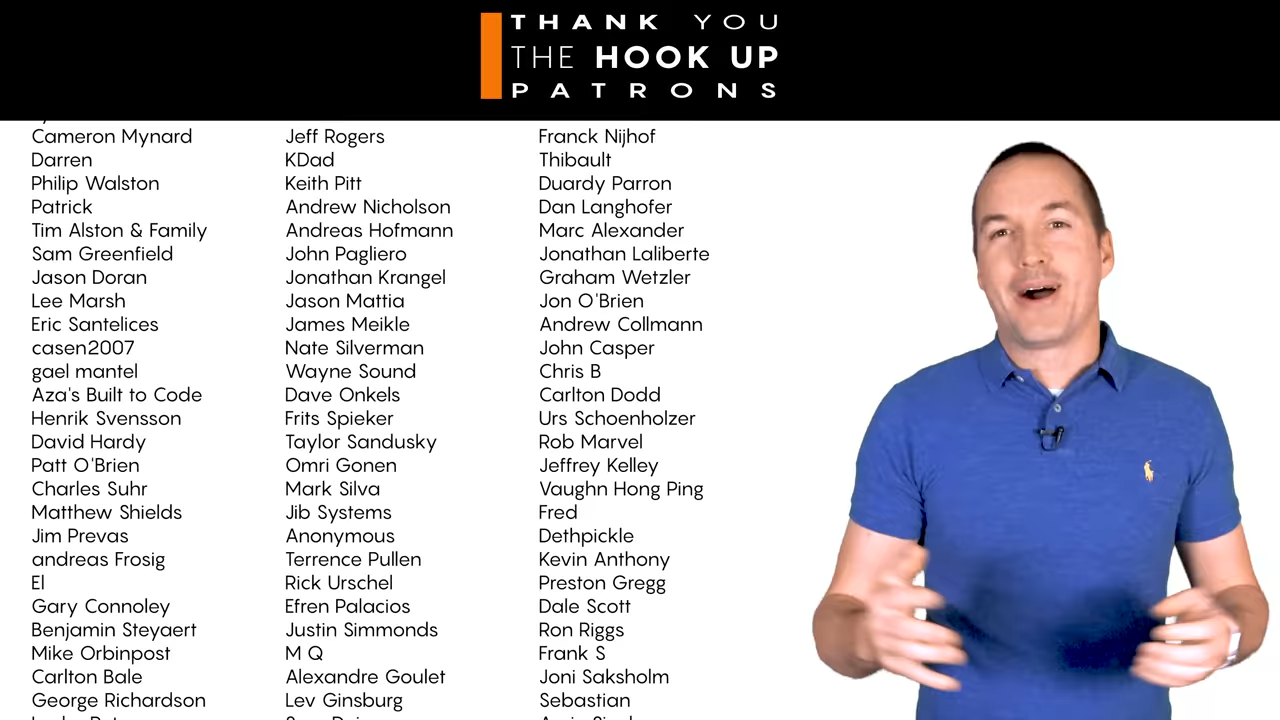 THANK YOU
THE HOOK UP
PATRONS
Cameron Mynard
Darren
Philip Walston
Patrick
Tim Alston & Family
Sam Greenfield
Jason Doran
Lee Marsh
Eric Santelices
casen2007
gael mantel
Aza's Built to Code
Henrik Svensson
David Hardy
Patt O'Brien
Charles Suhr
Matthew Shields
Jim Prevas
andreas Frosig
El
Gary Connoley
Benjamin Steyaert
Mike Orbinpost
Carlton Bale
George Richardson
Jeff Rogers
KDad
Keith Pitt
Andrew Nicholson
Andreas Hofmann
John Pagliero
Jonathan Krangel
Jason Mattia
James Meikle
Nate Silverman
Wayne Sound
Dave Onkels
Frits Spieker
Taylor Sandusky
Omri Gonen
Mark Silva
Jib Systems
Anonymous
Terrence Pullen
Rick Urschel
Efren Palacios
Justin Simmonds
M Q
Alexandre Goulet
Lev Ginsburg
Franck Nijhof
Thibault
Duardy Parron
Dan Langhofer
Marc Alexander
Jonathan Laliberte
Graham Wetzler
Jon O'Brien
Andrew Collmann
John Casper
Chris B
Carlton Dodd
Urs Schoenholzer
Rob Marvel
Jeffrey Kelley
Vaughn Hong Ping
Fred
Dethpickle
Kevin Anthony
Preston Gregg
Dale Scott
Ron Riggs
Frank S
Joni Saksholm
Sebastian